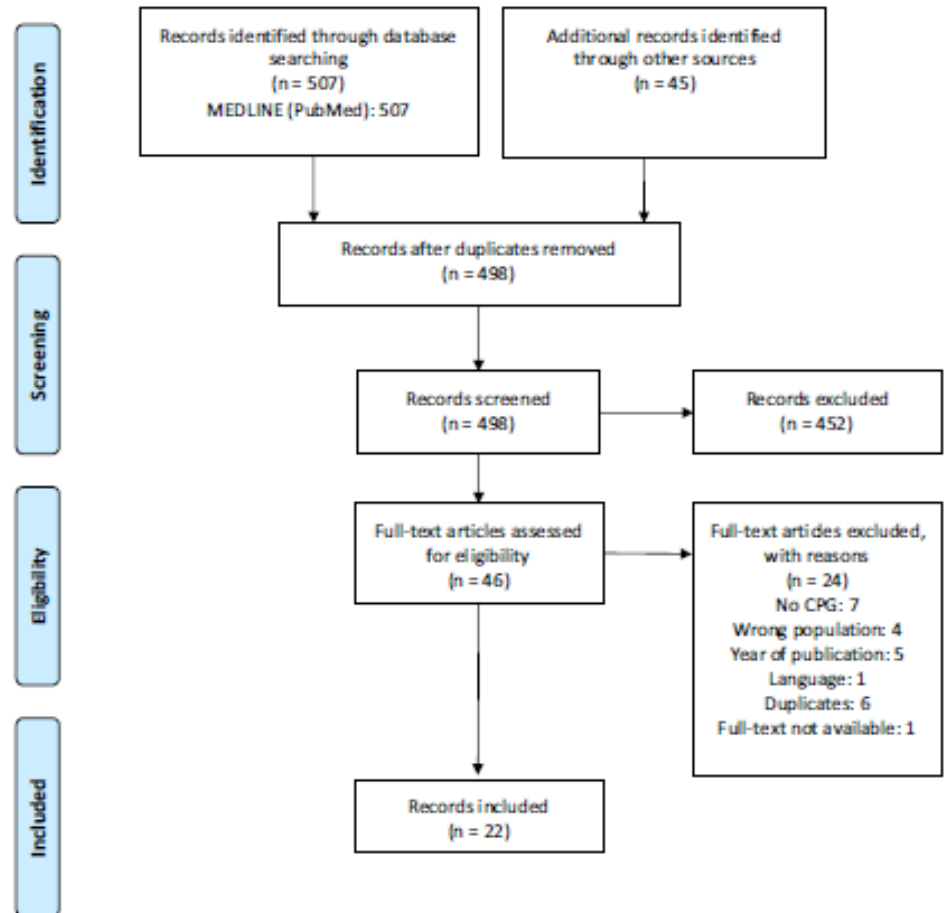 Identification
Records identified through database
searching
(n = 507)
MEDLINE (PubMed): 507
Additional records identified
through other sources
(n = 45)
Records after duplicates removed
(n = 498)
Screening
Records screened
(n = 498)
Records excluded
(n = 452)
Eligibility
Full-text articles assessed
for eligibility
(n = 46)
Full-text articles excluded,
with reasons
(n = 24)
No CPG: 7
Wrong population: 4
Year of publication: 5
Language: 1
Duplicates: 6
Full-text not available: 1
Included
Records included
(n = 22)